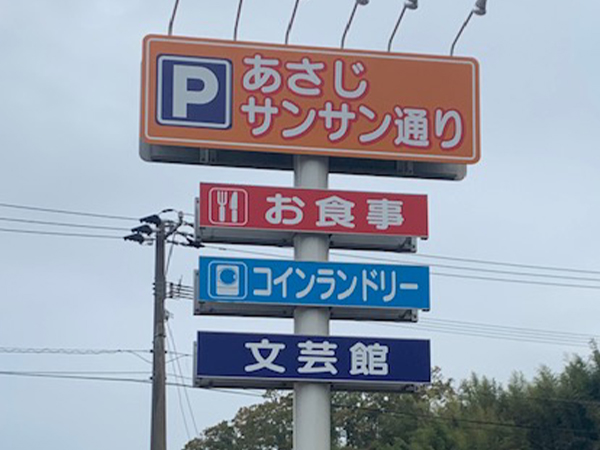 P
あさじ
サンサン通り
お食事
コインランドリー
文芸館